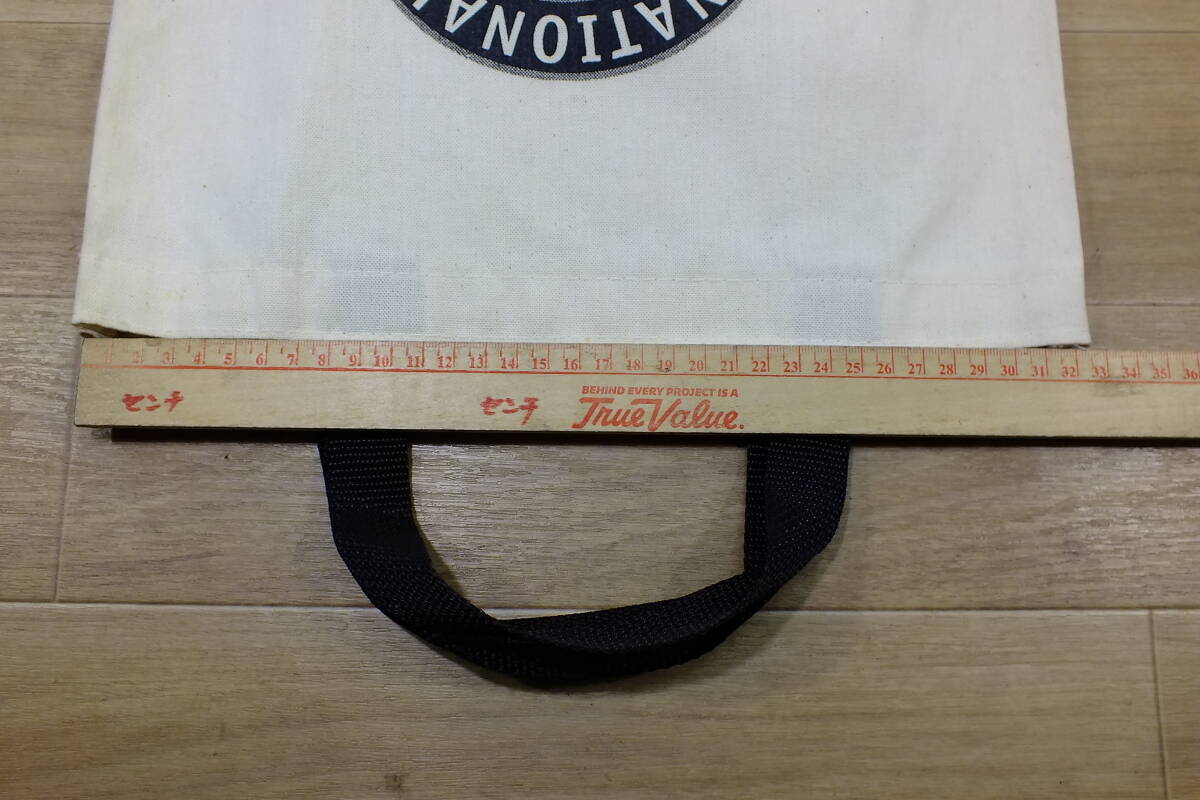 NATIONAL
1 2 3 4 5 6 7 8 9 10 11 12 13 14 15 16 17 18 19 20 21 22 23 24 25 26 27 28 29 30 31 32 33 34 35 36
センチ センチ
BEHIND EVERY PROJECT IS A
True Value.